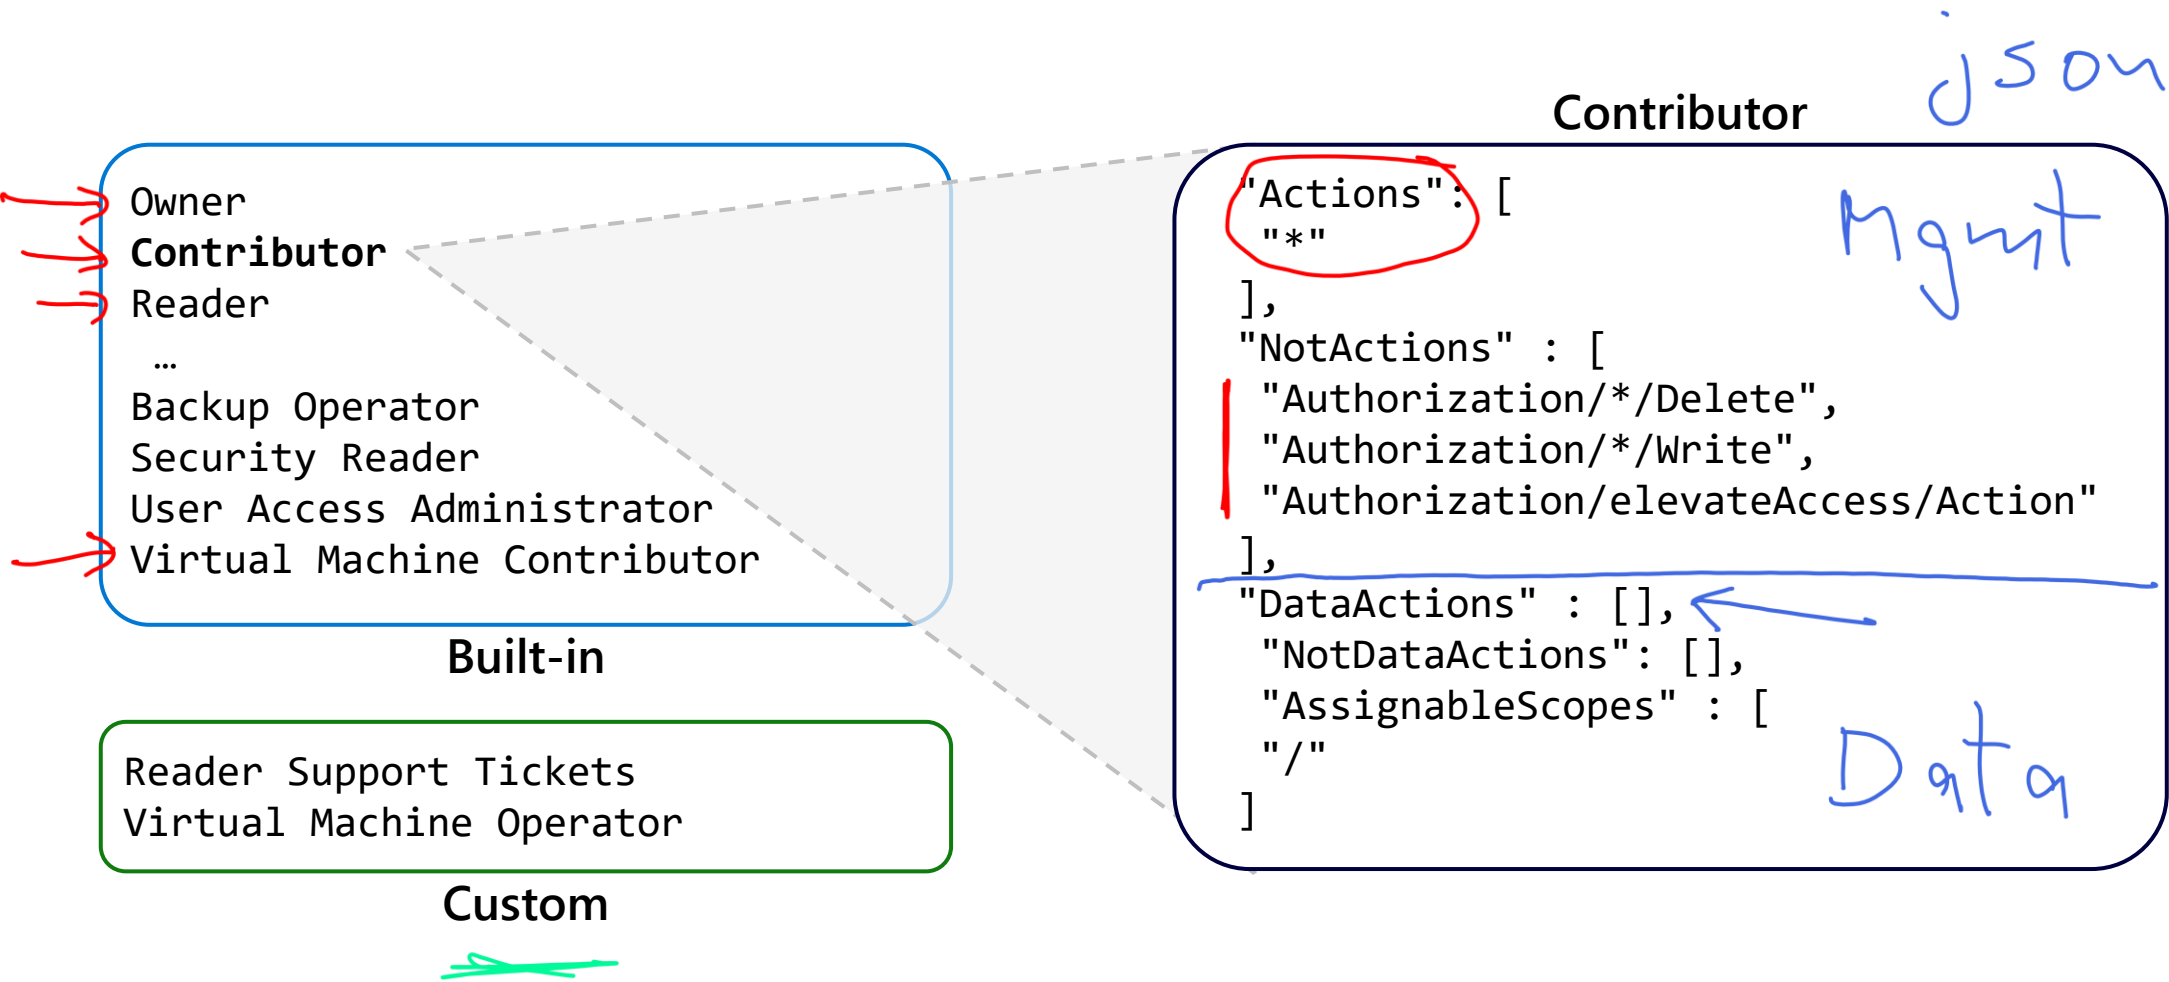 Owner
Contributor
Reader
…
Backup Operator
Security Reader
User Access Administrator
Virtual Machine Contributor
Built-in
Reader Support Tickets
Virtual Machine Operator
Custom
json
Contributor
"Actions": [
"*"
],
"NotActions" : [
"Authorization/*/Delete",
"Authorization/*/Write",
"Authorization/elevateAccess/Action"
],
"DataActions" : [],
"NotDataActions": [],
"AssignableScopes" : [
"/"
]
Mgmt
Data